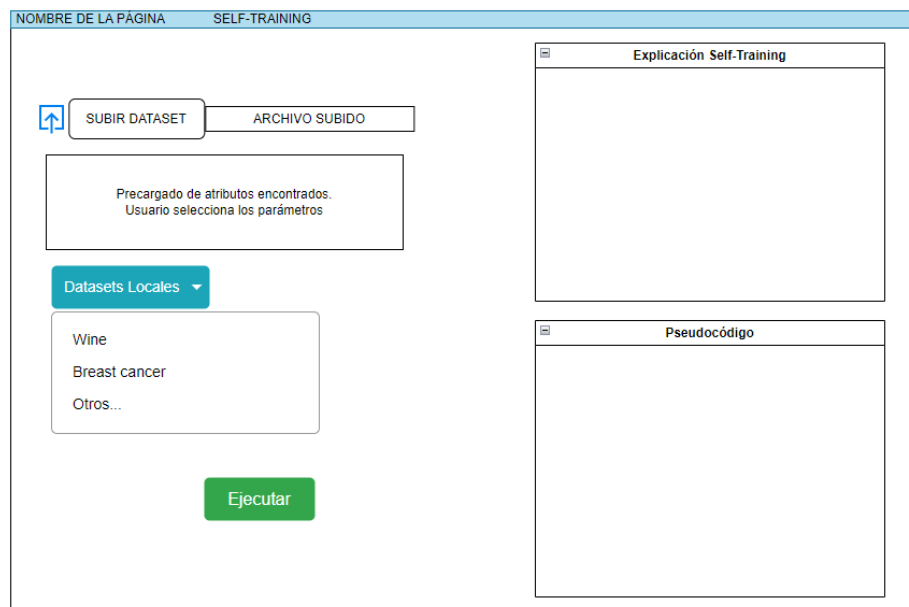 NOMBRE DE LA PÁGINA SELF-TRAINING
Explicación Self-Training
SUBIR DATASET ARCHIVO SUBIDO
Precargado de atributos encontrados.
Usuario selecciona los parámetros
Datasets Locales
Wine
Breast cancer
Otros...
Ejecutar
Pseudocódigo